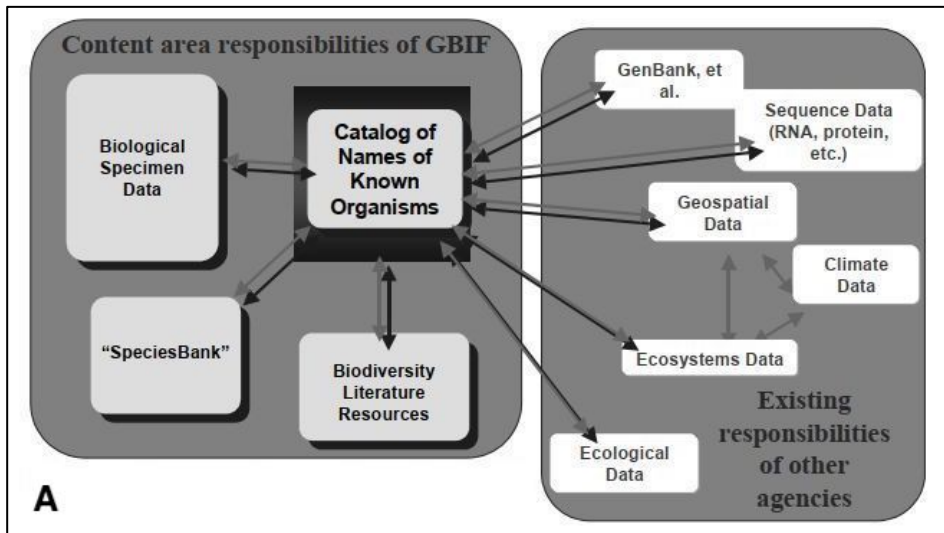 Content area responsibilities of GBIF
Biological
Specimen
Data
Catalog of
Names of
Known
Organisms
“SpeciesBank”
Biodiversity
Literature
Resources
GenBank, et
al.
Sequence Data
(RNA, protein,
etc.)
Geospatial
Data
Climate
Data
Ecosystems Data
Ecological
Data
Existing
responsibilities
of other
agencies
A